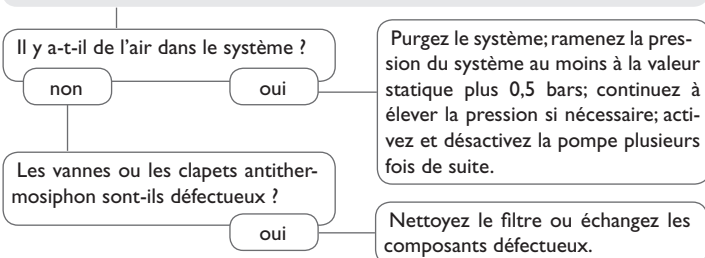 Il y a-t-il de l'air dans le système ?
non
oui
Purgez le système; ramenez la pres-
sion du système au moins à la valeur
statique plus 0,5 bars; continuez à
élever la pression si nécessaire; acti-
vez et désactivez la pompe plusieurs
fois de suite.
Les vannes ou les clapets antither-
mosiphon sont-ils défectueux ?
oui
Nettoyez le filtre ou échangez les
composants défectueux.